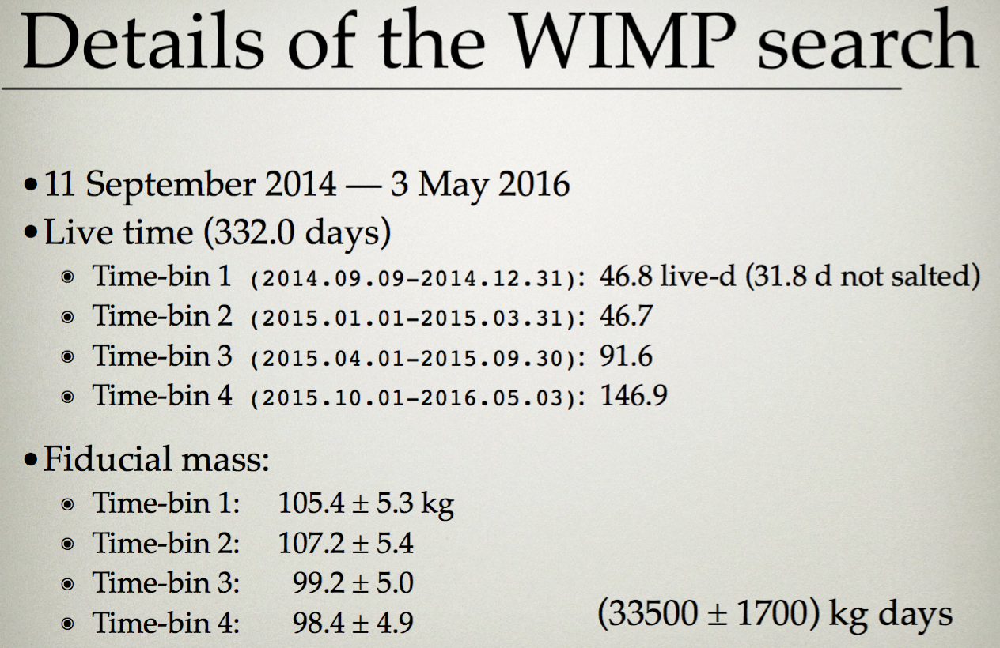 Details of the WIMP search
•11 September 2014 — 3 May 2016
•Live time (332.0 days)
◉ Time-bin 1 (2014.09.09-2014.12.31): 46.8 live-d (31.8 d not salted)
◉ Time-bin 2 (2015.01.01-2015.03.31): 46.7
◉ Time-bin 3 (2015.04.01-2015.09.30): 91.6
◉ Time-bin 4 (2015.10.01-2016.05.03): 146.9
•Fiducial mass:
◉ Time-bin 1: 105.4 ± 5.3 kg
◉ Time-bin 2: 107.2 ± 5.4
◉ Time-bin 3: 99.2 ± 5.0
◉ Time-bin 4: 98.4 ± 4.9
(33500 ± 1700) kg days